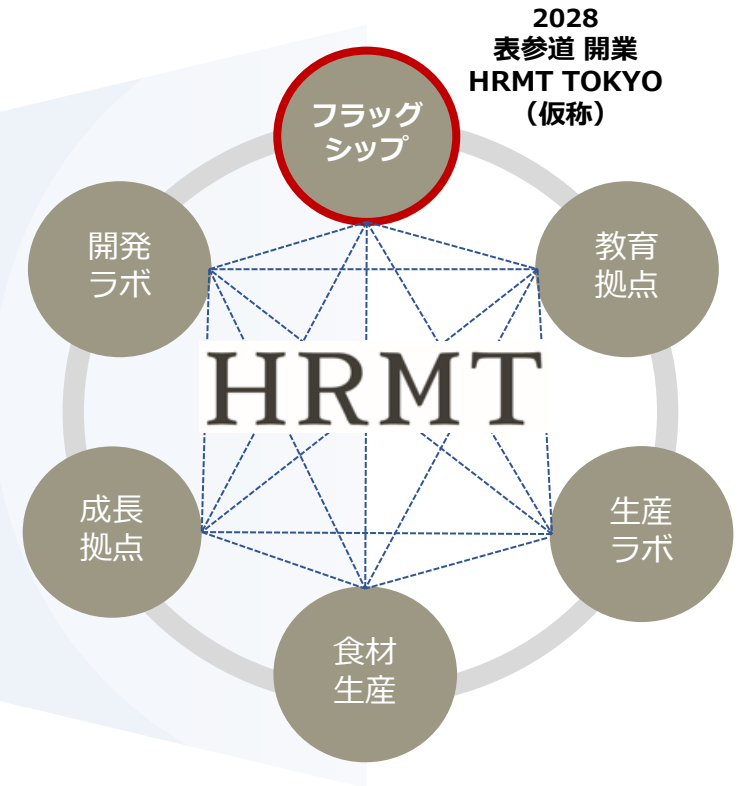 2028
表参道 開業
HRMT TOKYO
（仮称）
フラッグ
シップ
開発
ラボ
教育
拠点
HRMT
成長
拠点
生産
ラボ
食材
生産